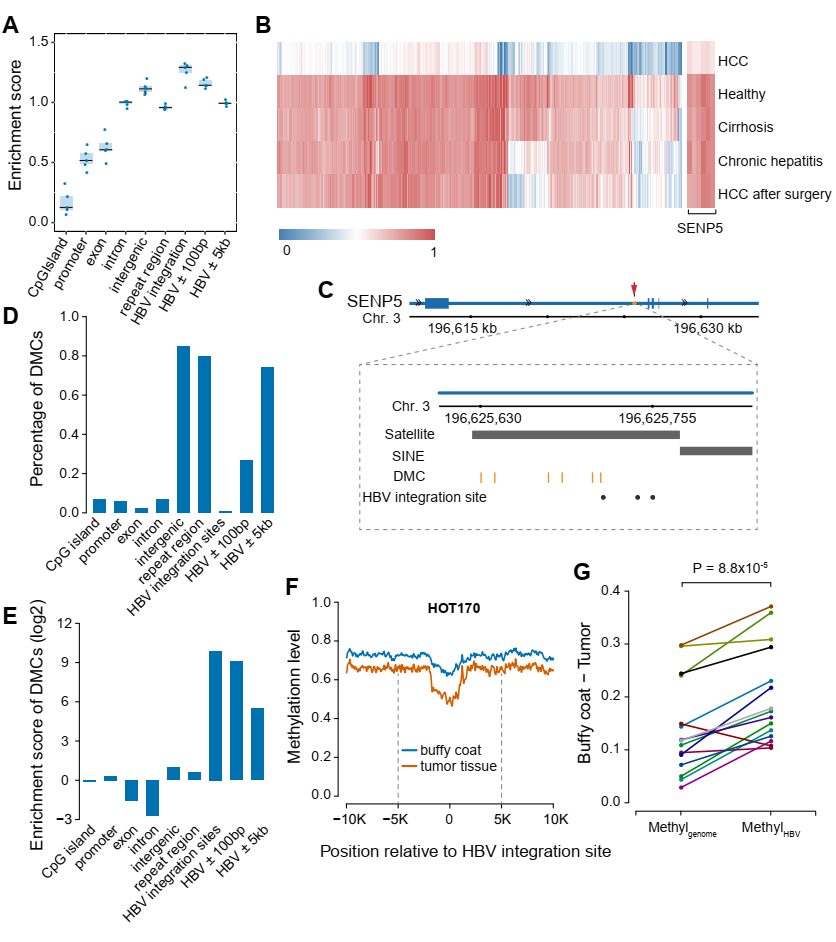 A
Enrichment score
1.5
1.0
0.5
0.0
CpGIsland
promoter
exon
intron
intergenic
repeat region
HBV integration
HBV ± 100bp
HBV ± 5kb
B
HCC
Healthy
Cirrhosis
Chronic hepatitis
HCC after surgery
SENP5
0
1
C
SENP5
Chr. 3
196,615 kb
196,630 kb
Chr. 3
196,625,630
196,625,755
Satellite
SINE
DMC
HBV integration site
D
Percentage of DMCs
1.0
0.8
0.6
0.4
0.2
0.0
CpG island
promoter
exon
intron
intergenic
repeat region
HBV integration sites
HBV ± 100bp
HBV ± 5kb
E
Enrichment score of DMCs (log2)
12
9
6
3
0
−3
CpG island
promoter
exon
intron
intergenic
repeat region
HBV integration sites
HBV ± 100bp
HBV ± 5kb
F
HOT170
Methylationn level
1.0
0.8
0.6
0.4
0.2
0.0
buffy coat
tumor tissue
−10K
−5K
0
5K
10K
Position relative to HBV integration site
G
P = 8.8x10-5
Buffy coat – Tumor
0.4
0.3
0.2
0.1
0.0
Methylgenome
MethylHBV